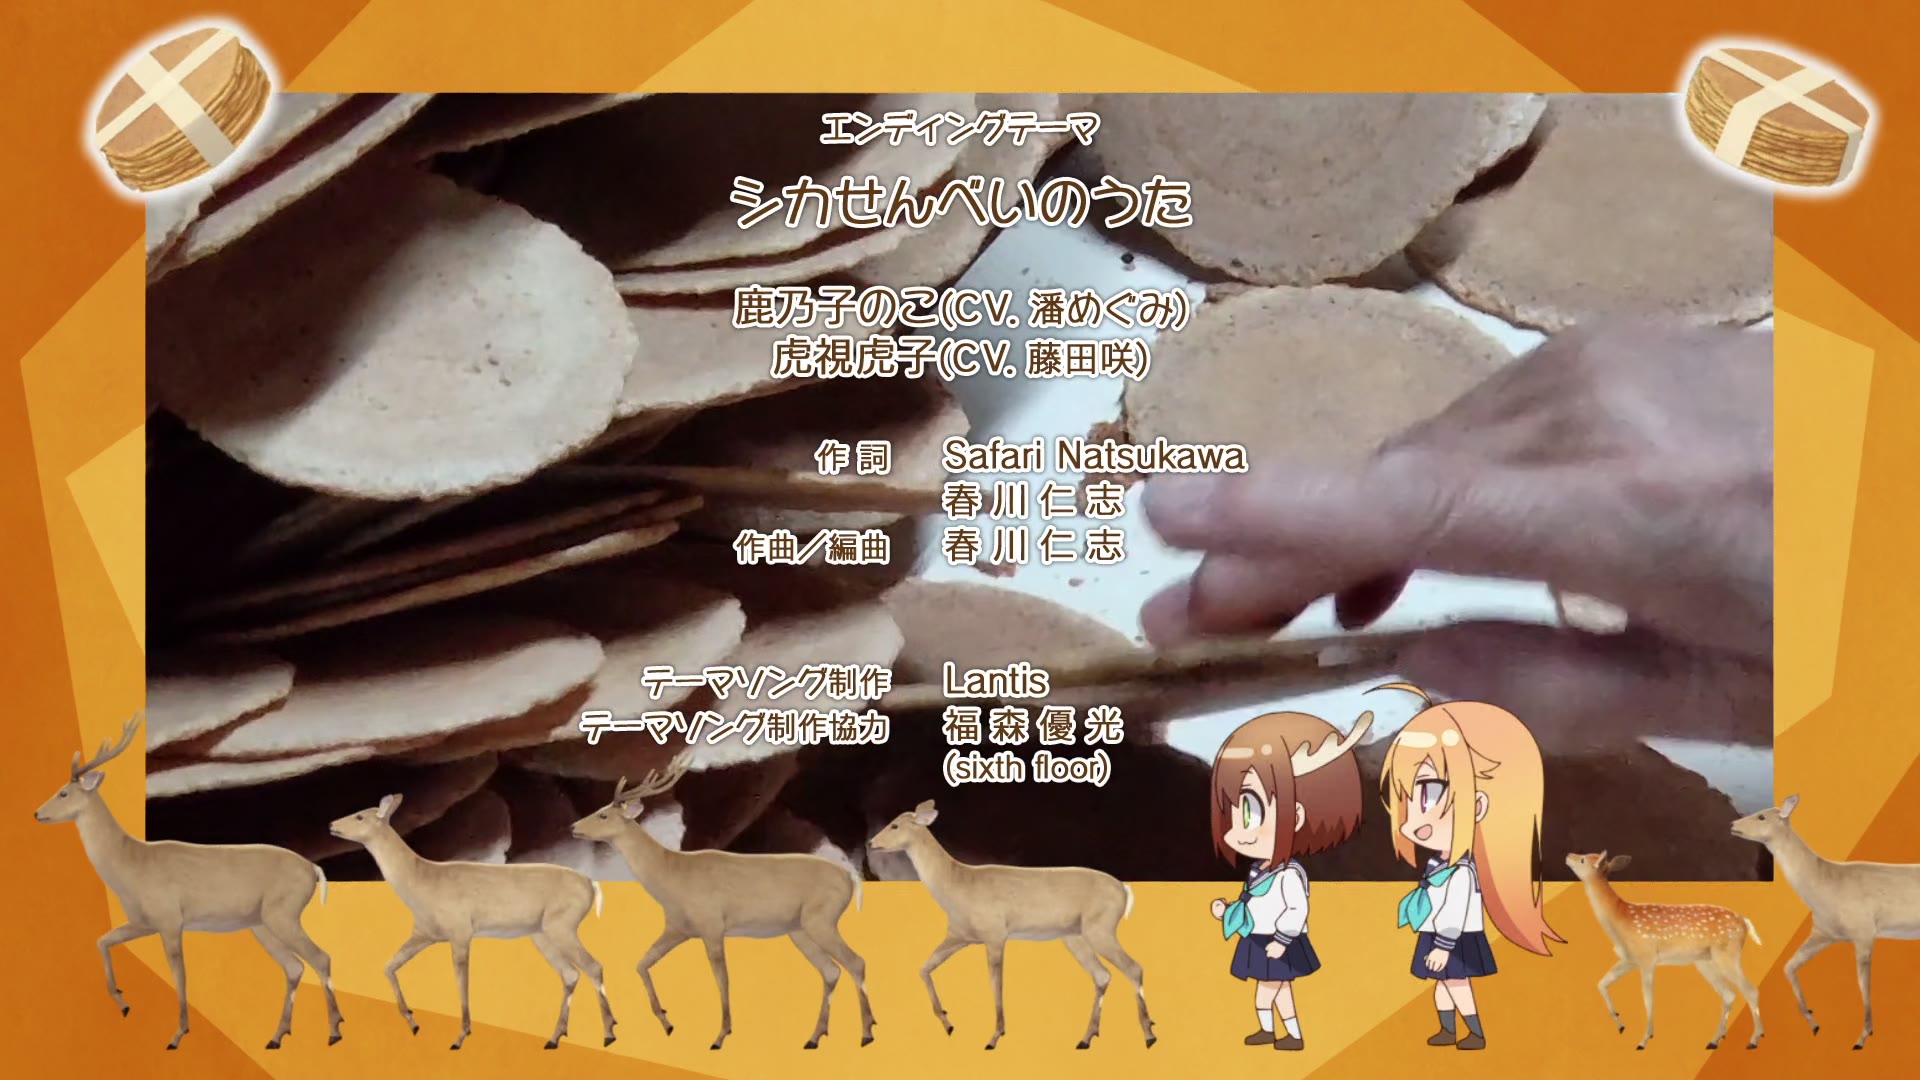 エンディングテーマ
シカせんべいのうた
鹿乃子のこ(CV. 潘めぐみ)
虎視虎子(CV. 藤田咲)
作詞 Safari Natsukawa
春川仁志
作曲/編曲 春川仁志
テーマソング制作 Lantis
テーマソング制作協力 福森優光
(sixth floor)